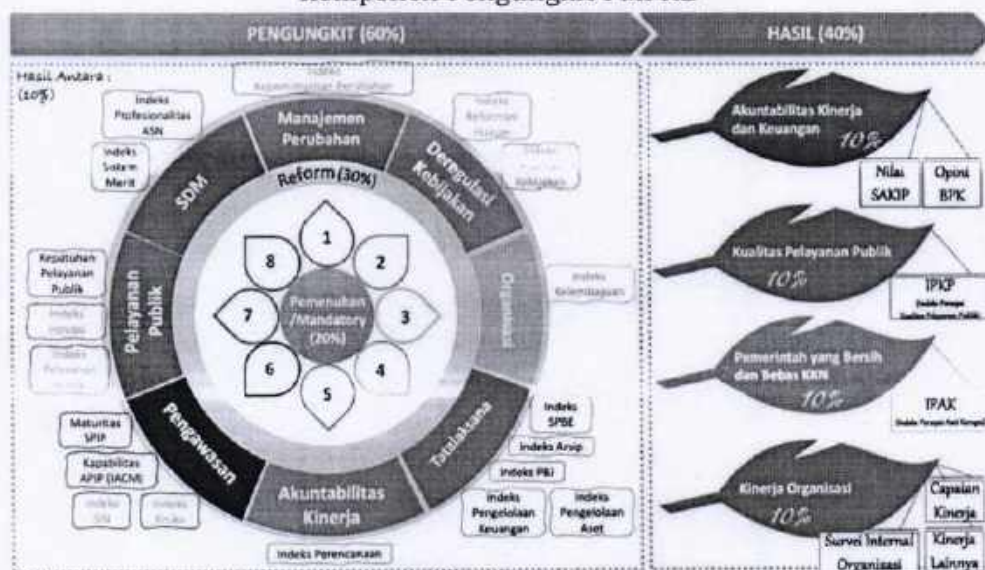 PENGUNGKIT (60%)
HASIL (40%)
Hasil Antara :
(10%)
Manajemen
Perubahan
Deregulasi
Kebijakan
Tatalaksana
Akuntabilitas
Kinerja
Pengawasan
Pelayanan
Publik
SDM
Reform (30%)
1
2
3
4
5
6
7
8
Pemenuhan
/Mandatory
(20%)
Indeks
Profesionalitas
ASN
Indeks
Sistem
Merit
Kepatuhan
Pelayanan
Publik
Maturitas
SPIP
Kapabilitas
APIP (IACM)
Indeks Perencanaan
Indeks
Kelembagaan
Indeks
SPBE
Indeks Arsip
Indeks PBJ
Indeks
Pengelolaan
Keuangan
Indeks
Pengelolaan
Aset
Akuntabilitas Kinerja
dan Keuangan
10%
Nilai
SAKIP
Opini
BPK
Kualitas Pelayanan Publik
10%
IPKP
Pemerintah yang Bersih
dan Bebas KKN
10%
IPAK
Kinerja Organisasi
10%
Survei Internal
Organisasi
Capaian
Kinerja
Kinerja
Lainnya